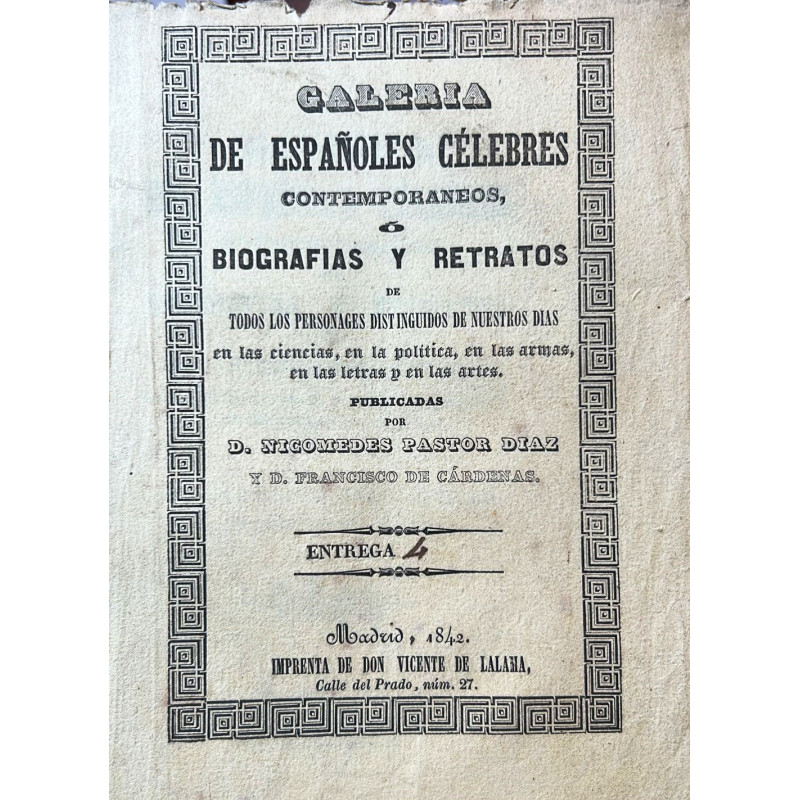 GALERIA
DE ESPAÑOLES CÉLEBRES
CONTEMPORANEOS,
Ó
BIOGRAFIAS Y RETRATOS
DE
TODOS LOS PERSONAGES DISTINGUIDOS DE NUESTROS DIAS
en las ciencias, en la política, en las armas,
en las letras y en las artes.
PUBLICADAS
POR
D. NICOMEDES PASTOR DIAZ
Y D. FRANCISCO DE CÁRDENAS.
ENTREGA 4
Madrid, 1842.
IMPRENTA DE DON VICENTE DE LALAMA,
Calle del Prado, núm. 27.